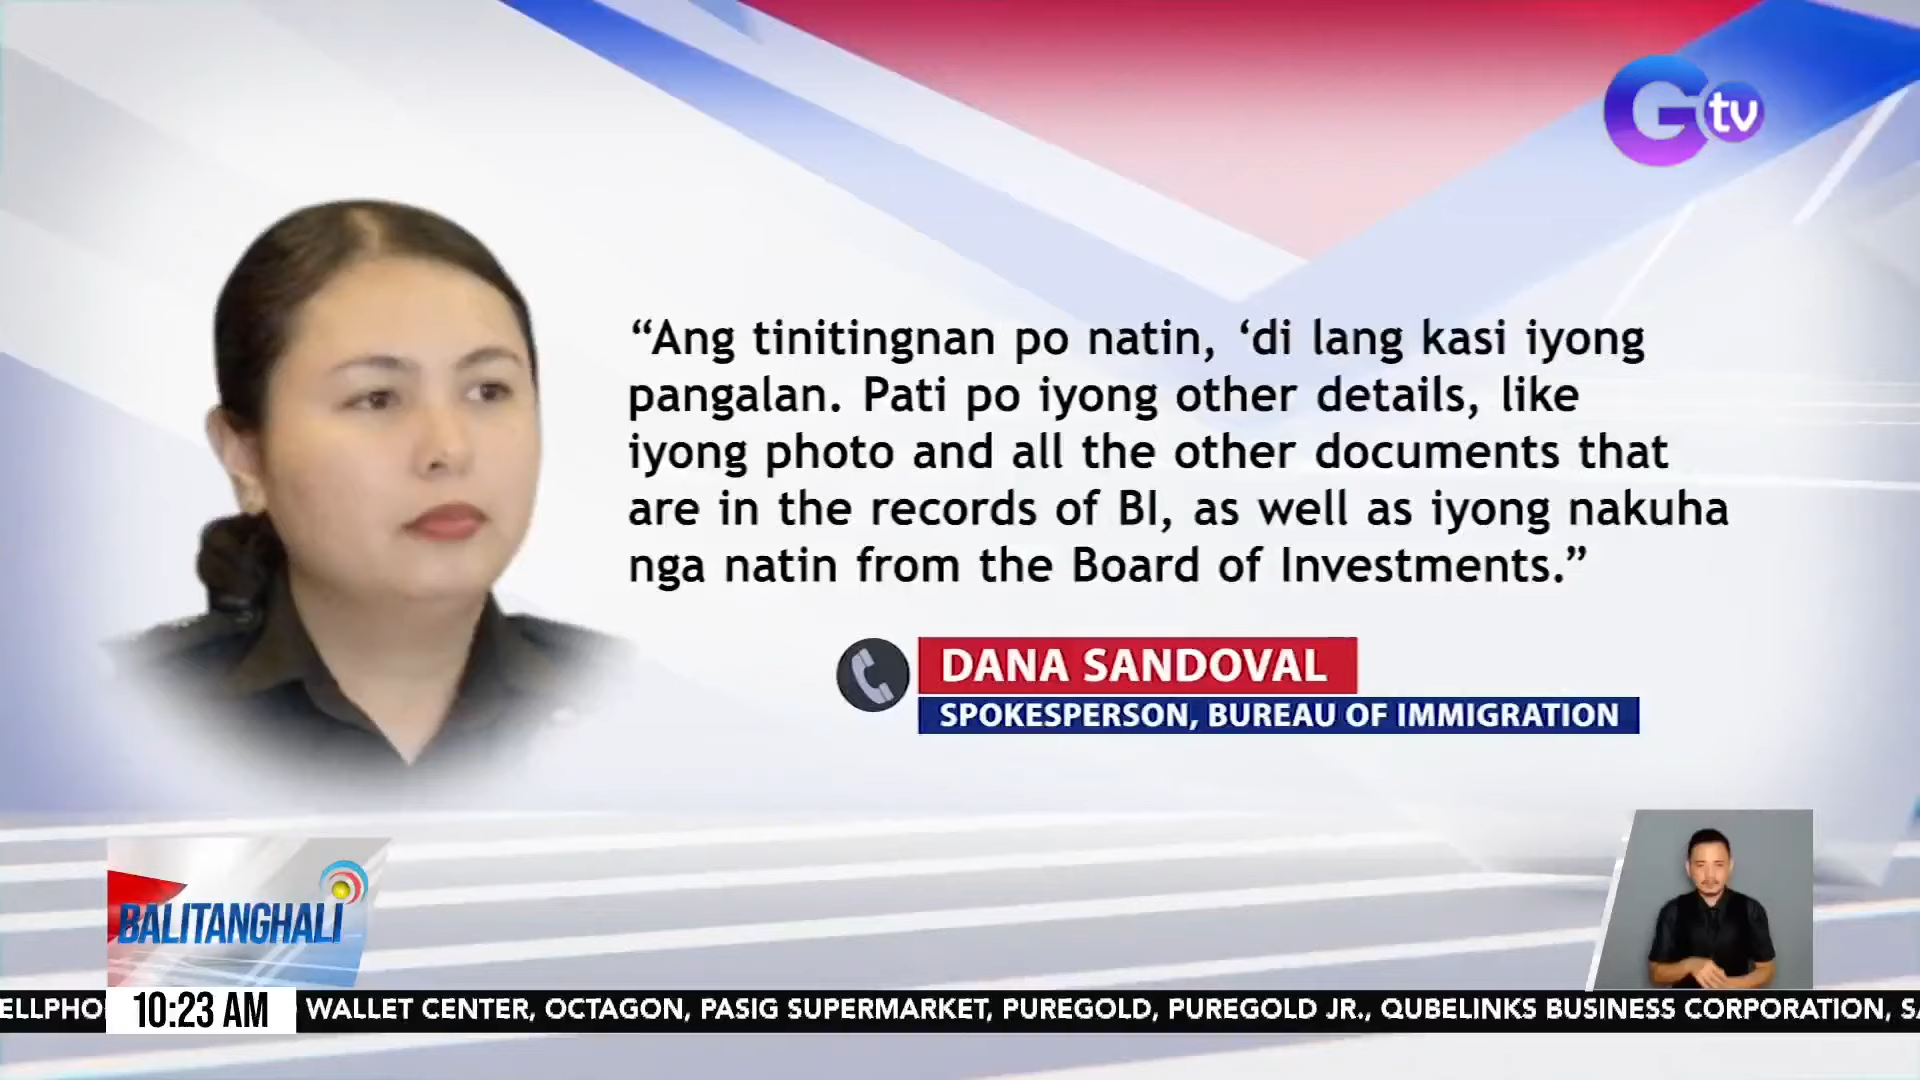 Gtv
“Ang tinitingnan po natin, ‘di lang kasi iyong
pangalan. Pati po iyong other details, like
iyong photo and all the other documents that
are in the records of BI, as well as iyong nakuha
nga natin from the Board of Investments.”
DANA SANDOVAL
SPOKESPERSON, BUREAU OF IMMIGRATION
BALITANGHALI
ELLPHO
10:23 AM
WALLET CENTER, OCTAGON, PASIG SUPERMARKET, PUREGOLD, PUREGOLD JR., QUBELINKS BUSINESS CORPORATION,